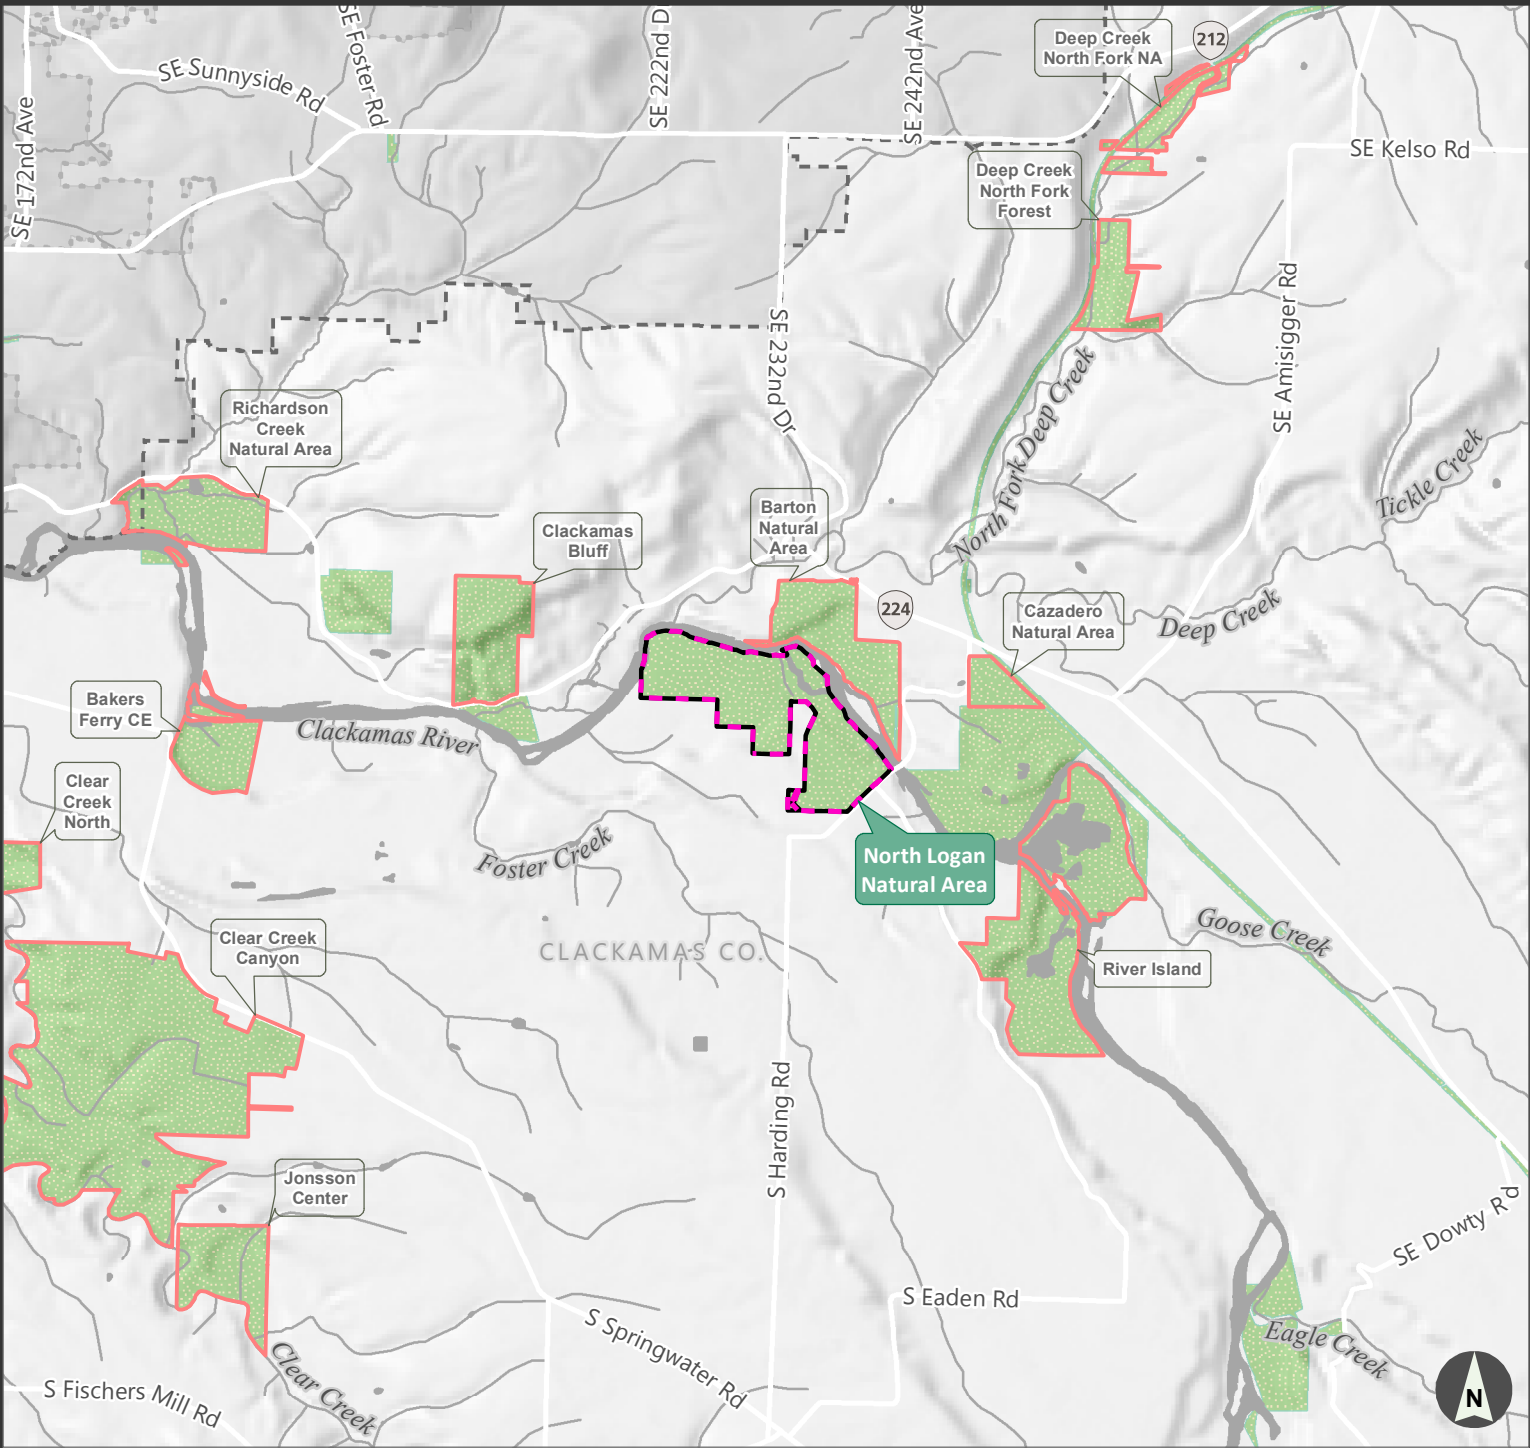 SE Sunnyside Rd
SE Foster Rd
SE 222nd D
SE 242nd Ave
Deep Creek
North Fork NA
212
SE 172nd Ave
SE Kelso Rd
Deep Creek
North Fork
Forest
SE Amisigger Rd
SE 232nd Dr
North Fork Deep Creek
Richardson
Creek
Natural Area
Tickle Creek
Clackamas
Bluff
Barton
Natural
Area
224
Cazadero
Natural Area
Deep Creek
Bakers
Ferry CE
Clackamas River
Clear
Creek
North
Foster Creek
North Logan
Natural Area
Goose Creek
Clear Creek
Canyon
CLACKAMAS CO.
River Island
S Harding Rd
Jonsson
Center
SE Dowty Rd
S Eaden Rd
S Springwater Rd
Eagle Creek
Clear Creek
S Fischers Mill Rd
N